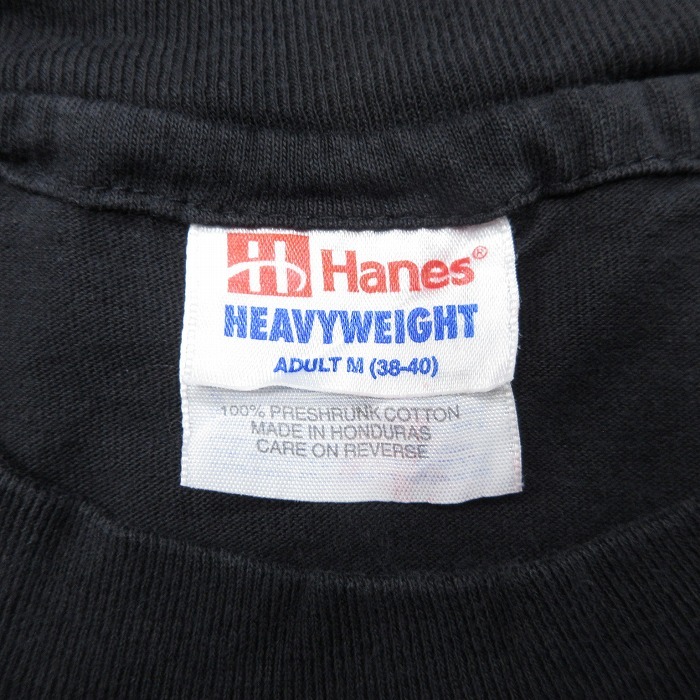 H Hanes®
HEAVYWEIGHT
ADULT M (38-40)
100% PRESHRUNK COTTON
MADE IN HONDURAS
CARE ON REVERSE